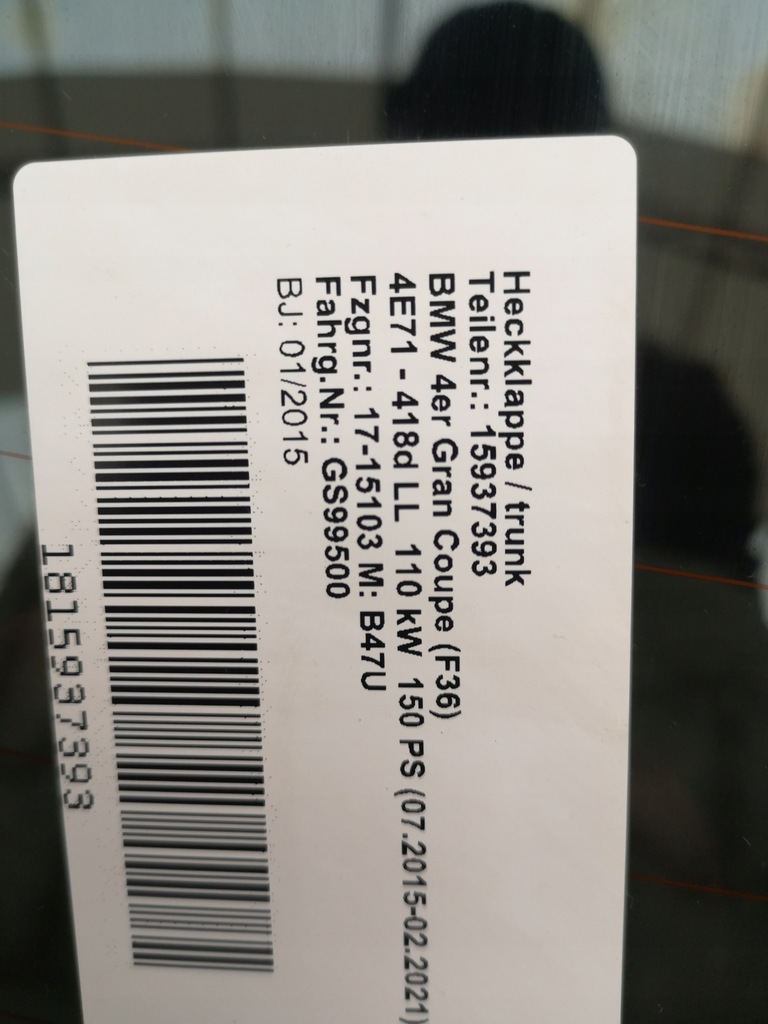 Heckklappe / trunk
Teilenr.: 15937393
BMW 4er Gran Coupe (F36)
4E71 - 418d LL 110 kW 150 PS (07.2015-02.2021)
Fzgnr.: 17-15103 M: B47U
Fahrg.Nr.: GS99500
BJ: 01/2015
1815937393